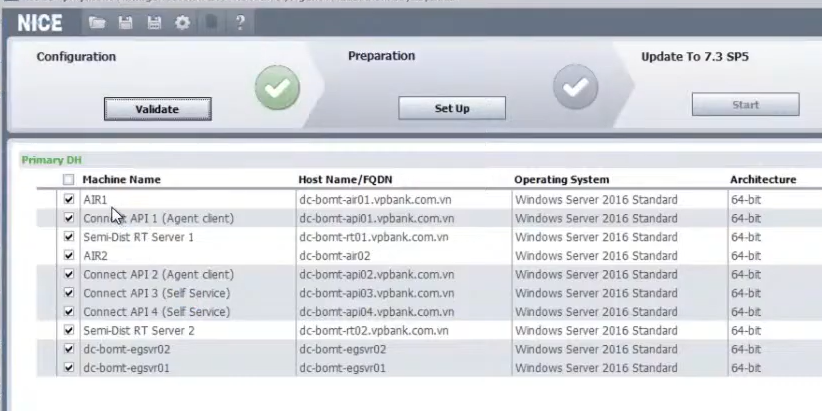 NICE ?
Configuration Preparation Update To 7.3 SP5
Validate Set Up Start
Primary DH
Machine Name Host Name/FQDN Operating System Architecture
AIR1 dc-bomt-air01.vpbank.com.vn Windows Server 2016 Standard 64-bit
Connect API 1 (Agent client) dc-bomt-api01.vpbank.com.vn Windows Server 2016 Standard 64-bit
Semi-Dist RT Server 1 dc-bomt-rt01.vpbank.com.vn Windows Server 2016 Standard 64-bit
AIR2 dc-bomt-air02 Windows Server 2016 Standard 64-bit
Connect API 2 (Agent client) dc-bomt-api02.vpbank.com.vn Windows Server 2016 Standard 64-bit
Connect API 3 (Self Service) dc-bomt-api03.vpbank.com.vn Windows Server 2016 Standard 64-bit
Connect API 4 (Self Service) dc-bomt-api04.vpbank.com.vn Windows Server 2016 Standard 64-bit
Semi-Dist RT Server 2 dc-bomt-rt02.vpbank.com.vn Windows Server 2016 Standard 64-bit
dc-bomt-egsvr02 dc-bomt-egsvr02 Windows Server 2016 Standard 64-bit
dc-bomt-egsvr01 dc-bomt-egsvr01 Windows Server 2016 Standard 64-bit